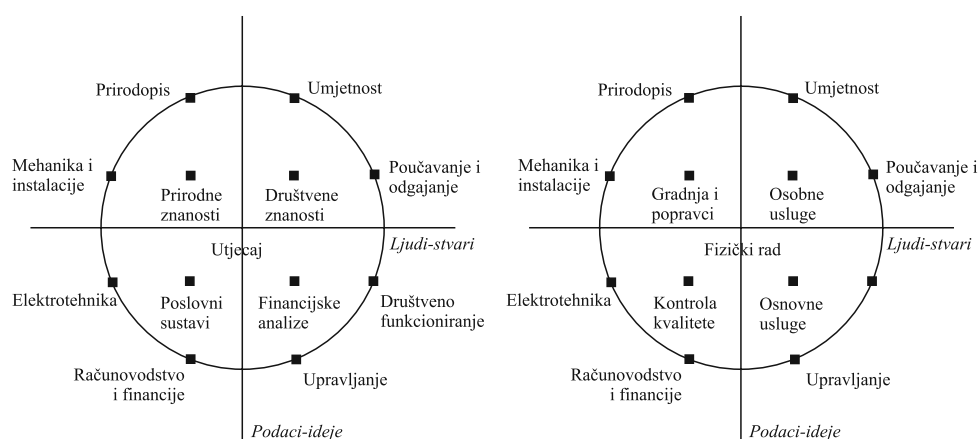 Prirodopis
Umjetnost
Mehanika i
instalacije
Poučavanje i
odgajanje
Prirodne
znanosti
Društvene
znanosti
Utjecaj
Ljudi-stvari
Elektrotehnika
Poslovni
sustavi
Financijske
analize
Društveno
funkcioniranje
Računovodstvo
i financije
Upravljanje
Podaci-ideje
Prirodopis
Umjetnost
Mehanika i
instalacije
Poučavanje i
odgajanje
Gradnja i
popravci
Osobne
usluge
Fizički rad
Ljudi-stvari
Elektrotehnika
Kontrola
kvalitete
Osnovne
usluge
Računovodstvo
i financije
Upravljanje
Podaci-ideje